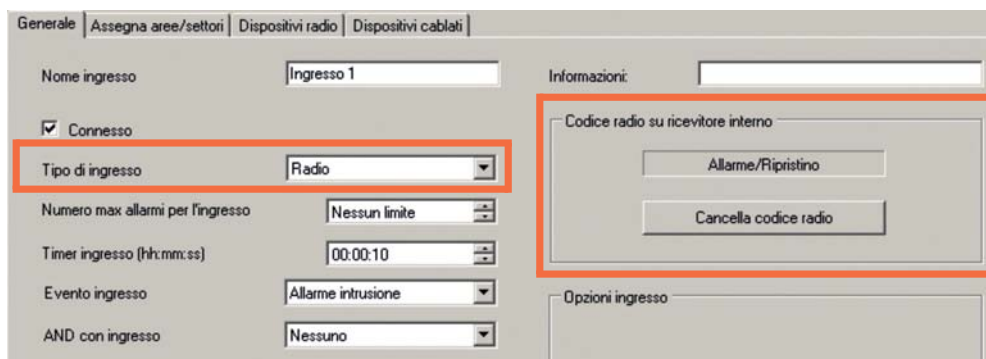 Generale Assegna aree/settori Dispositivi radio Dispositivi cablati
Nome ingresso Ingresso 1
Connesso
Tipo di ingresso Radio
Numero max allarmi per l'ingresso Nessun limite
Timer ingresso (hh:mm:ss) 00:00:10
Evento ingresso Allarme intrusione
AND con ingresso Nessuno
Informazioni:
Codice radio su ricevitore interno
Allarme/Ripristino
Cancella codice radio
Opzioni ingresso